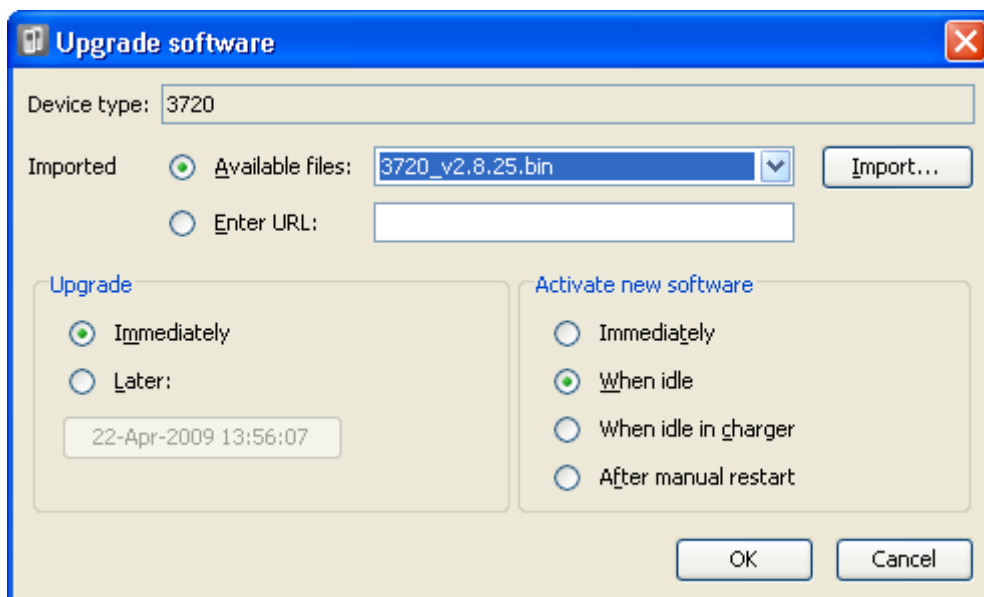 Upgrade software
Device type: 3720
Imported Available files: 3720_v2.8.25.bin Import...
Enter URL:
Upgrade
Immediately
Later:
22-Apr-2009 13:56:07
Activate new software
Immediately
When idle
When idle in charger
After manual restart
OK Cancel